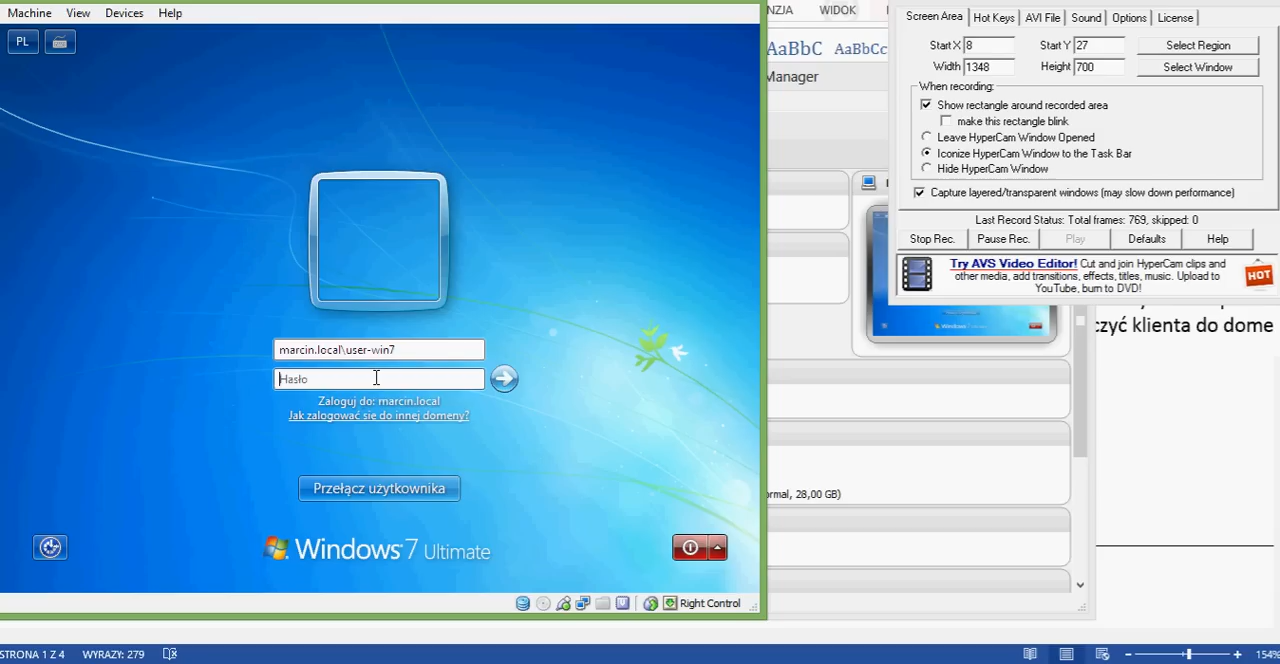 Machine View Devices Help
PL
marcin.local\user-win7
Hasło
Zaloguj do: marcin.local
Jak zalogować się do innej domeny?
Przełącz użytkownika
Windows 7 Ultimate
Right Control
NZJA WIDOK
AaBbC AaBbCc
Manager
ormal, 28,00 GB)
czyć klienta do dome
Screen Area Hot Keys AVI File Sound Options License
Start X 8 Start Y 27 Select Region
Width 1348 Height 700 Select Window
When recording:
Show rectangle around recorded area
make this rectangle blink
Leave HyperCam Window Opened
Iconize HyperCam Window to the Task Bar
Hide HyperCam Window
Capture layered/transparent windows (may slow down performance)
Last Record Status: Total frames: 769, skipped: 0
Stop Rec. Pause Rec. Play Defaults Help
Try AVS Video Editor! Cut and join HyperCam clips and
other media, add transitions, effects, titles, music. Upload to
YouTube, burn to DVD!
HOT
STRONA 1 Z 4 WYRAZY: 279
154%